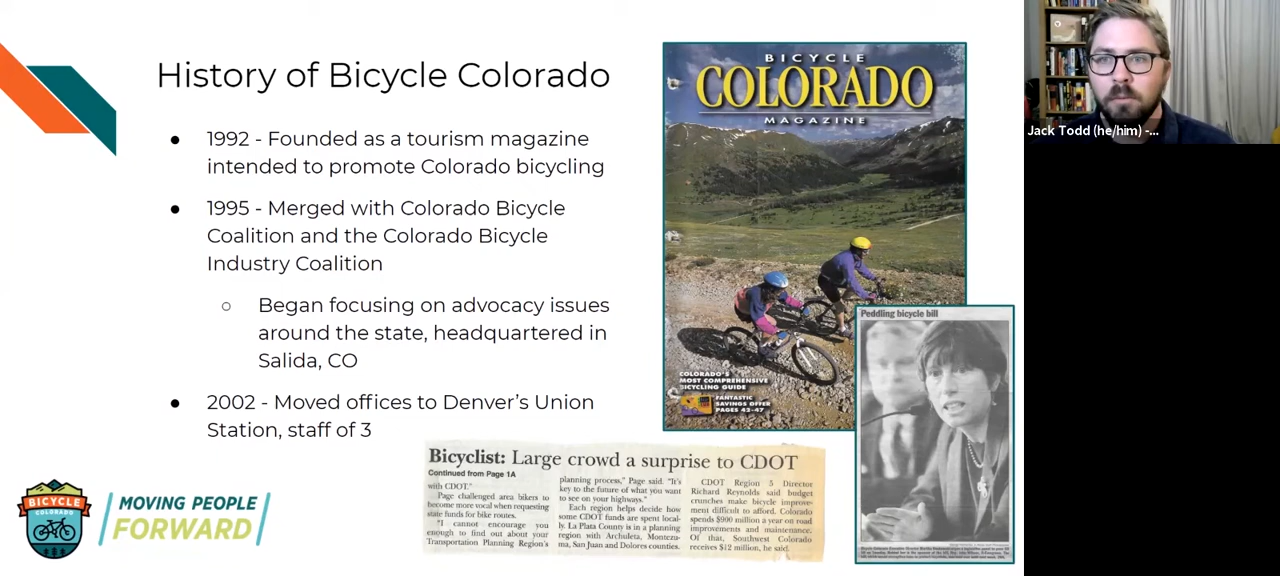 History of Bicycle Colorado
● 1992 - Founded as a tourism magazine
intended to promote Colorado bicycling
● 1995 - Merged with Colorado Bicycle
Coalition and the Colorado Bicycle
Industry Coalition
○ Began focusing on advocacy issues
around the state, headquartered in
Salida, CO
● 2002 - Moved offices to Denver’s Union
Station, staff of 3
BICYCLE
COLORADO
MAGAZINE
COLORADO'S
MOST COMPREHENSIVE
BICYCLING GUIDE
FANTASTIC
SAVINGS OFFER
PAGES 42-47
Peddling bicycle bill
Bicyclist: Large crowd a surprise to CDOT
Continued from Page 1A
with CDOT."
Page challenged area bikers to
become more vocal when requesting
state funds for bike routes.
"I cannot encourage you
enough to find out about your
Transportation Planning Region's
planning process," Page said. "It's
key to the future of what you want
to see on your highways."
Each region helps decide how
some CDOT funds are spent local-
ly. La Plata County is in a planning
region with Archuleta, Montezu-
ma, San Juan and Dolores counties.
CDOT Region 5 Director
Richard Reynolds said budget
crunches make bicycle improve-
ment difficult to afford. Colorado
spends $900 million a year on road
improvements and maintenance.
Of that, Southwest Colorado
receives $12 million, he said.
BICYCLE
COLORADO
MOVING PEOPLE
FORWARD
Jack Todd (he/him) -...